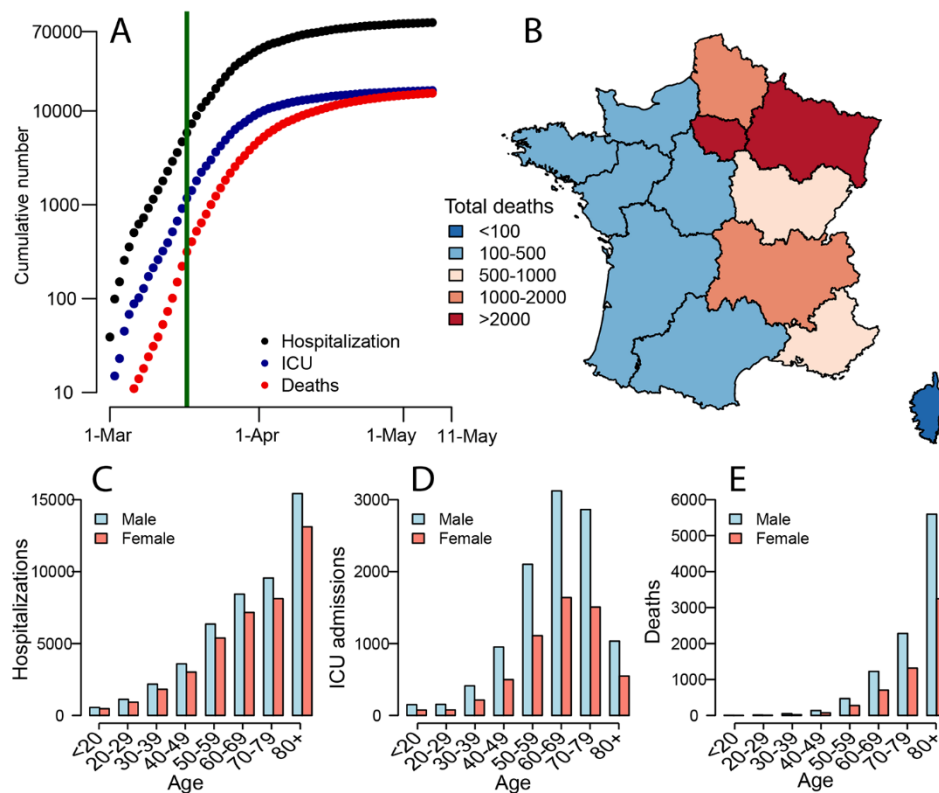 A
Cumulative number
70000
10000
1000
100
10
Hospitalization
ICU
Deaths
1-Mar
1-Apr
1-May
11-May
B
Total deaths
<100
100-500
500-1000
1000-2000
>2000
C
Hospitalizations
15000
10000
5000
0
Male
Female
<20
20-29
30-39
40-49
50-59
60-69
70-79
80+
Age
D
ICU admissions
3000
2000
1000
0
Male
Female
<20
20-29
30-39
40-49
50-59
60-69
70-79
80+
Age
E
Deaths
6000
5000
4000
3000
2000
1000
0
Male
Female
<20
20-29
30-39
40-49
50-59
60-69
70-79
80+
Age